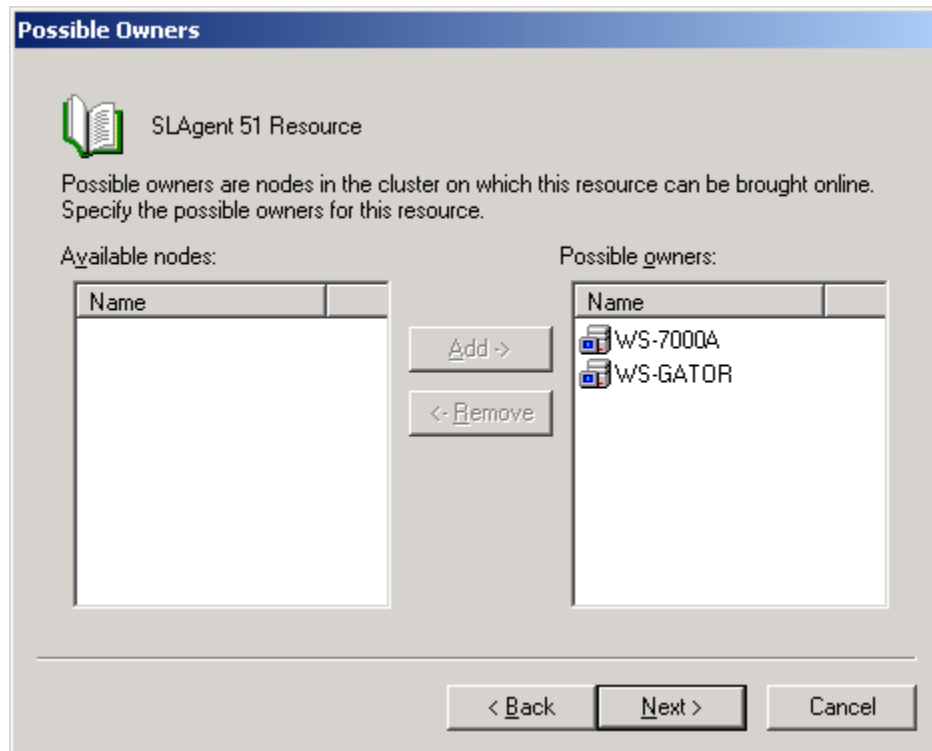 Possible Owners
SLAgent 51 Resource
Possible owners are nodes in the cluster on which this resource can be brought online.
Specify the possible owners for this resource.
Available nodes:
Possible owners:
Name
Name
WS-7000A
WS-GATOR
Add ->
<- Remove
< Back
Next >
Cancel